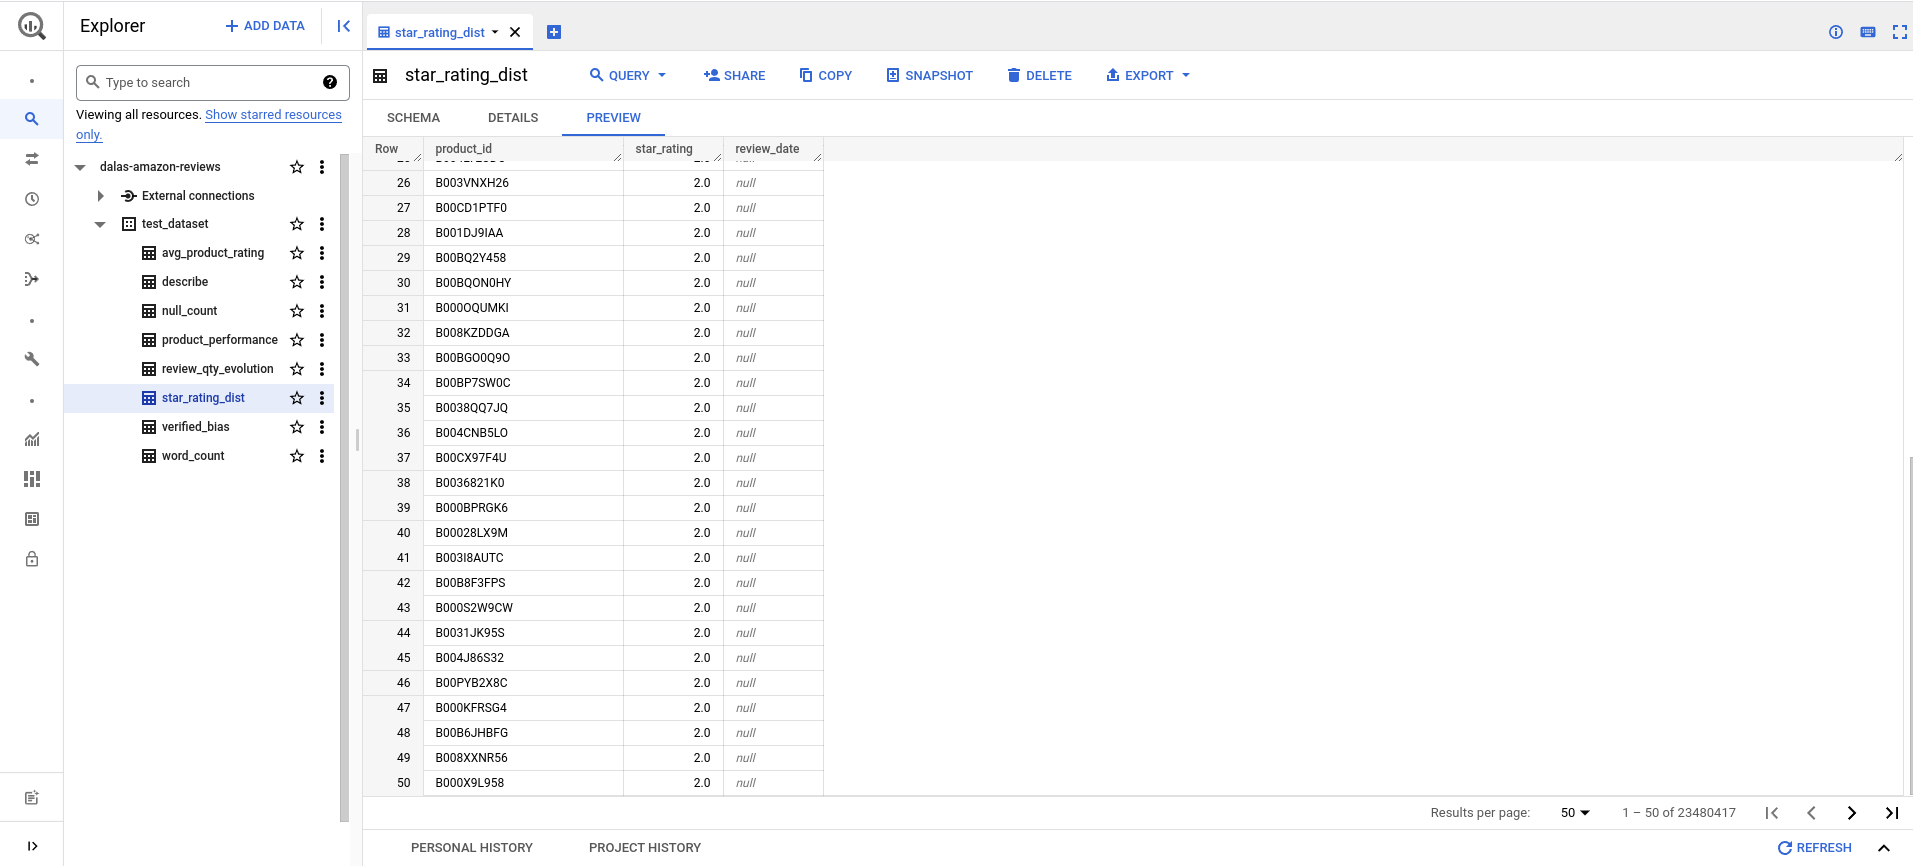 Explorer
ADD DATA
Type to search
Viewing all resources. Show starred resources
only.
dalas-amazon-reviews
External connections
test_dataset
avg_product_rating
describe
null_count
product_performance
review_qty_evolution
star_rating_dist
verified_bias
word_count
star_rating_dist
star_rating_dist
QUERY
SHARE
COPY
SNAPSHOT
DELETE
EXPORT
SCHEMA DETAILS PREVIEW
Row product_id star_rating review_date
26 B003VNXH26 2.0 null
27 B00CD1PTF0 2.0 null
28 B001DJ9IAA 2.0 null
29 B00BQ2Y458 2.0 null
30 B00BQON0HY 2.0 null
31 B000OQUMKI 2.0 null
32 B008KZDDGA 2.0 null
33 B00BGO0Q9O 2.0 null
34 B00BP7SW0C 2.0 null
35 B0038QQ7JQ 2.0 null
36 B004CNB5LO 2.0 null
37 B00CX97F4U 2.0 null
38 B0036821K0 2.0 null
39 B000BPRGK6 2.0 null
40 B00028LX9M 2.0 null
41 B003I8AUTC 2.0 null
42 B00B8F3FPS 2.0 null
43 B000S2W9CW 2.0 null
44 B0031JK95S 2.0 null
45 B004J86S32 2.0 null
46 B00PYB2X8C 2.0 null
47 B000KFRSG4 2.0 null
48 B00B6JHBFG 2.0 null
49 B008XXNR56 2.0 null
50 B000X9L958 2.0 null
Results per page: 50 1 – 50 of 23480417
PERSONAL HISTORY PROJECT HISTORY REFRESH